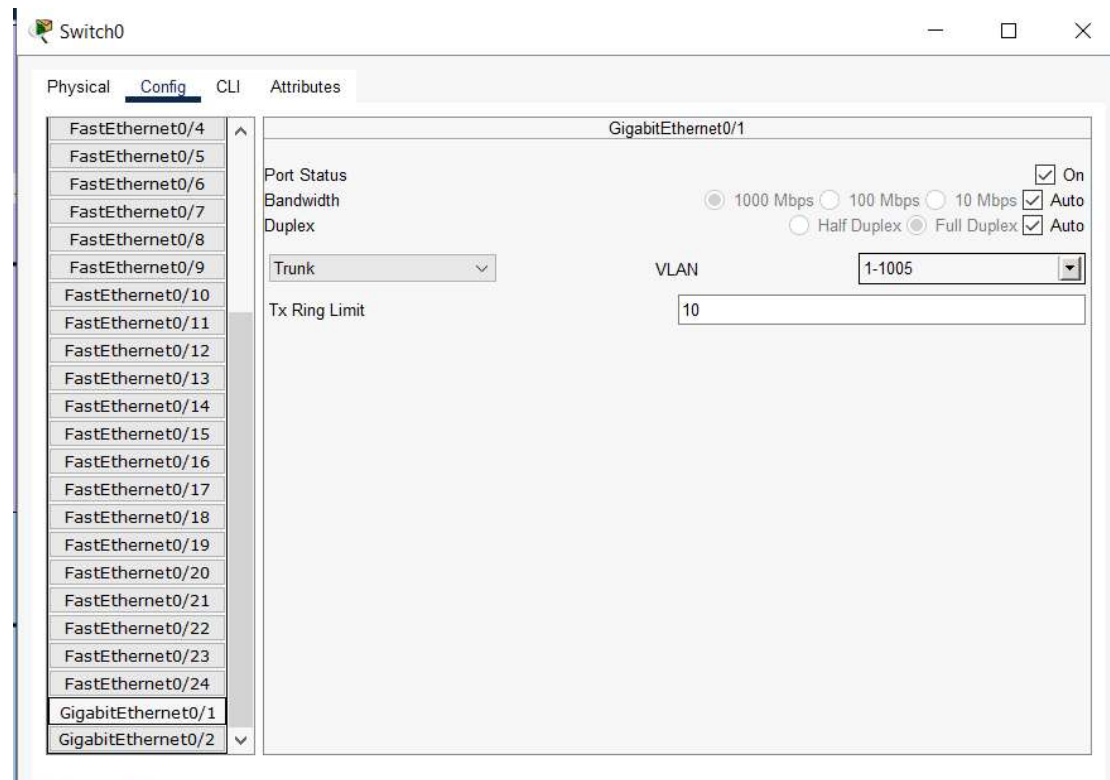 Switch0
Physical Config CLI Attributes
FastEthernet0/4
FastEthernet0/5
FastEthernet0/6
FastEthernet0/7
FastEthernet0/8
FastEthernet0/9
FastEthernet0/10
FastEthernet0/11
FastEthernet0/12
FastEthernet0/13
FastEthernet0/14
FastEthernet0/15
FastEthernet0/16
FastEthernet0/17
FastEthernet0/18
FastEthernet0/19
FastEthernet0/20
FastEthernet0/21
FastEthernet0/22
FastEthernet0/23
FastEthernet0/24
GigabitEthernet0/1
GigabitEthernet0/2
GigabitEthernet0/1
Port Status On
Bandwidth 1000 Mbps 100 Mbps 10 Mbps Auto
Duplex Half Duplex Full Duplex Auto
Trunk VLAN 1-1005
Tx Ring Limit 10